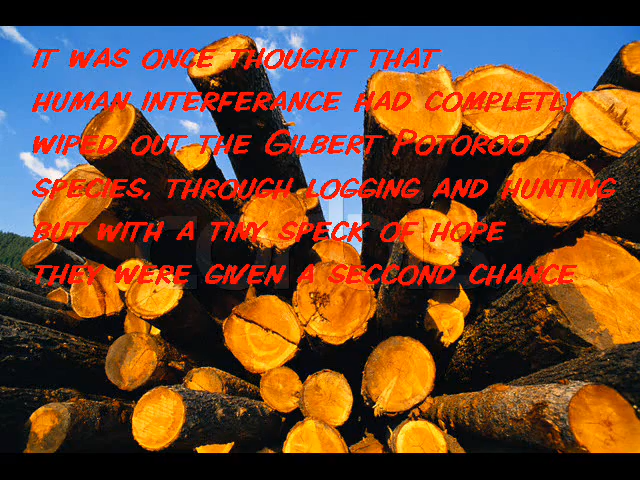 IT WAS ONCE THOUGHT THAT
HUMAN INTERFERANCE HAD COMPLETLY
WIPED OUT THE GILBERT POTOROO
SPECIES, THROUGH LOGGING AND HUNTING
BUT WITH A TINY SPECK OF HOPE
THEY WERE GIVEN A SECCOND CHANCE